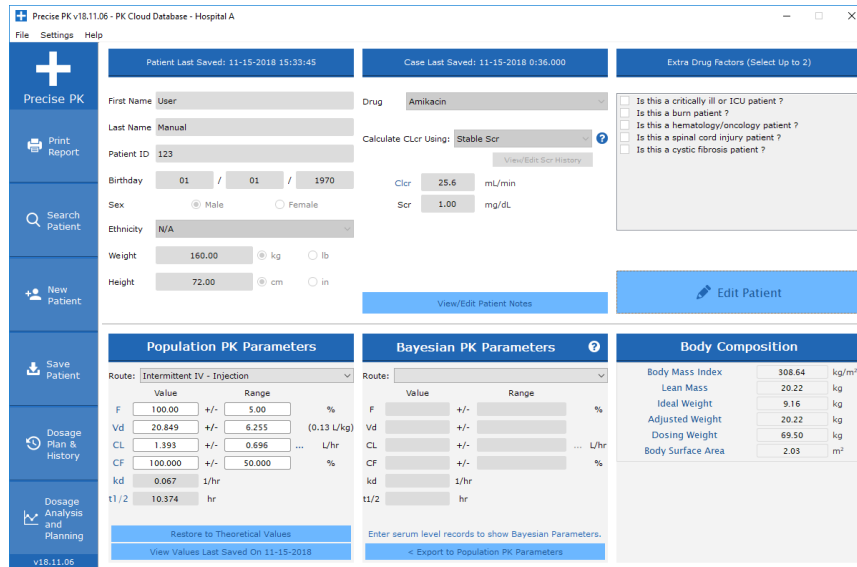 Precise PK v18.11.06 - PK Cloud Database - Hospital A
File Settings Help
Precise PK
Print Report
Search Patient
New Patient
Save Patient
Dosage Plan & History
Dosage Analysis and Planning
v18.11.06
Patient Last Saved: 11-15-2018 15:33:45
First Name User
Last Name Manual
Patient ID 123
Birthday 01 / 01 / 1970
Sex Male Female
Ethnicity N/A
Weight 160.00 kg lb
Height 72.00 cm in
Case Last Saved: 11-15-2018 0:36.000
Drug Amikacin
Calculate CLcr Using: Stable Scr ?
View/Edit Scr History
Clcr 25.6 mL/min
Scr 1.00 mg/dL
View/Edit Patient Notes
Extra Drug Factors (Select Up to 2)
Is this a critically ill or ICU patient ?
Is this a burn patient ?
Is this a hematology/oncology patient ?
Is this a spinal cord injury patient ?
Is this a cystic fibrosis patient ?
Edit Patient
Population PK Parameters
Route: Intermittent IV - Injection
Value Range
F 100.00 +/- 5.00 %
Vd 20.849 +/- 6.255 (0.13 L/kg)
CL 1.393 +/- 0.696 ... L/hr
CF 100.000 +/- 50.000 %
kd 0.067 1/hr
t1/2 10.374 hr
Restore to Theoretical Values
View Values Last Saved On 11-15-2018
Bayesian PK Parameters ?
Route:
Value Range
F +/- %
Vd +/-
CL +/- ... L/hr
CF +/- %
kd 1/hr
t1/2 hr
Enter serum level records to show Bayesian Parameters.
< Export to Population PK Parameters
Body Composition
Body Mass Index 308.64 kg/m²
Lean Mass 20.22 kg
Ideal Weight 9.16 kg
Adjusted Weight 20.22 kg
Dosing Weight 69.50 kg
Body Surface Area 2.03 m²